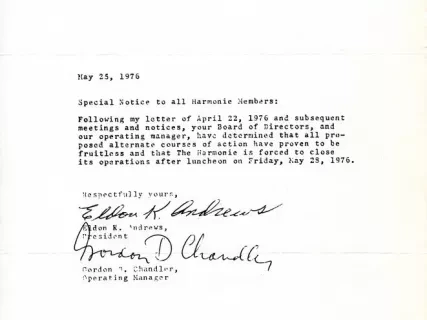 May 25, 1976
Special Notice to all Harmonie Members:
Following my letter of April 22, 1976 and subsequent
meetings and notices, your Board of Directors, and
our operating manager, have determined that all pro-
posed alternate courses of action have proven to be
fruitless and that The Harmonie is forced to close
its operations after luncheon on Friday, May 28, 1976.
Respectfully yours,
Eldon K. Andrews
Eldon K. Andrews,
President
Gordon D Chandler
Gordon D. Chandler,
Operating Manager